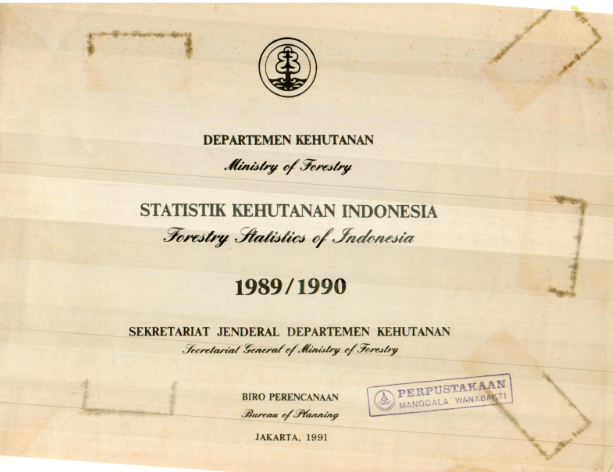 DEPARTEMEN KEHUTANAN
Ministry of Forestry
STATISTIK KEHUTANAN INDONESIA
Forestry Statistics of Indonesia
1989/1990
SEKRETARIAT JENDERAL DEPARTEMEN KEHUTANAN
Secretariat General of Ministry of Forestry
BIRO PERENCANAAN
Bureau of Planning
JAKARTA, 1991
PERPUSTAKAAN
MANGGALA WANABAKTI